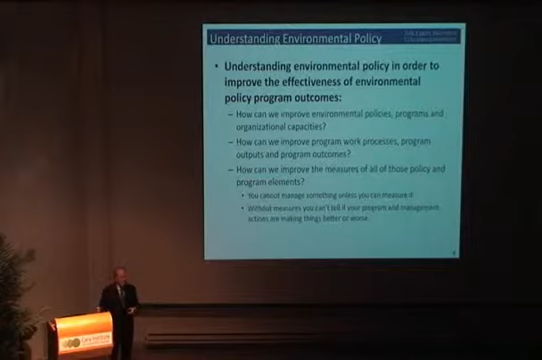 Understanding Environmental Policy
• Understanding environmental policy in order to
improve the effectiveness of environmental
policy program outcomes:
– How can we improve environmental policies, programs and
organizational capacities?
– How can we improve program work processes, program
outputs and program outcomes?
– How can we improve the measures of all of those policy and
program elements?
• You cannot manage something unless you can measure it.
• Without measures you can't tell if your program and management
actions are making things better or worse.
Cary Institute